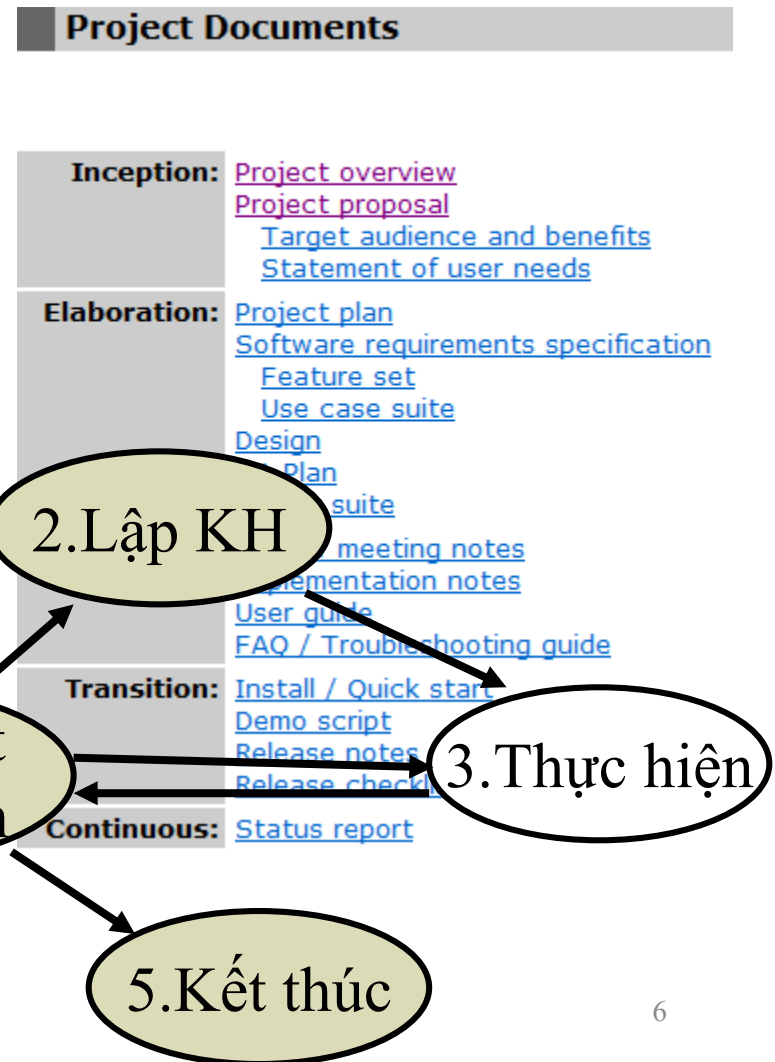 Project Documents
Inception: Project overview
Project proposal
Target audience and benefits
Statement of user needs
Elaboration: Project plan
Software requirements specification
Feature set
Use case suite
Design
Plan
suite
2.Lập KH
meeting notes
User guide
FAQ / Troubleshooting guide
Transition: Install / Quick start
Demo script
Release notes
Release
3.Thực hiện
Continuous: Status report
5.Kết thúc
6